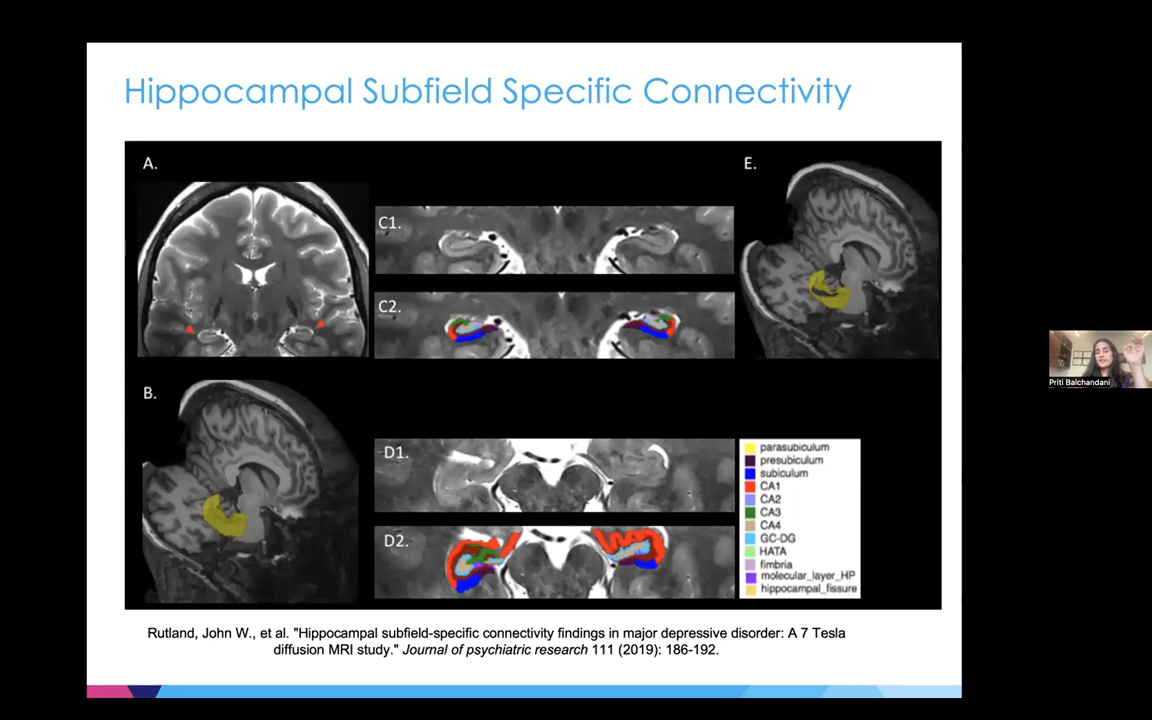 Hippocampal Subfield Specific Connectivity
A.
B.
C1.
C2.
D1.
D2.
E.
parasubiculum
presubiculum
subiculum
CA1
CA2
CA3
CA4
GC-DG
HATA
fimbria
molecular_layer_HP
hippocampal_fissure
Rutland, John W., et al. "Hippocampal subfield-specific connectivity findings in major depressive disorder: A 7 Tesla
diffusion MRI study." Journal of psychiatric research 111 (2019): 186-192.
Priti Balchandani